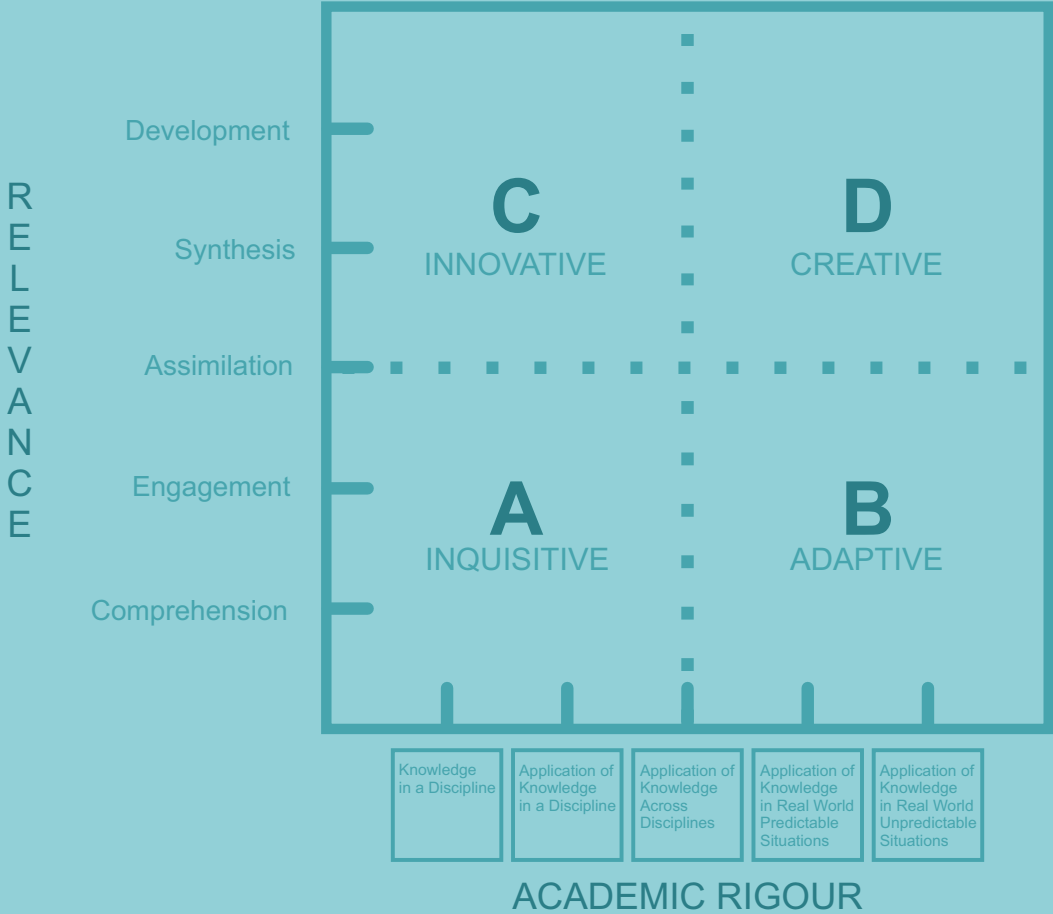 RELEVANCE
Development
Synthesis
Assimilation
Engagement
Comprehension
C
INNOVATIVE
D
CREATIVE
A
INQUISITIVE
B
ADAPTIVE
Knowledge
in a Discipline
Application of
Knowledge
in a Discipline
Application of
Knowledge
Across
Disciplines
Application of
Knowledge
in Real World
Predictable
Situations
Application of
Knowledge
in Real World
Unpredictable
Situations
ACADEMIC RIGOUR